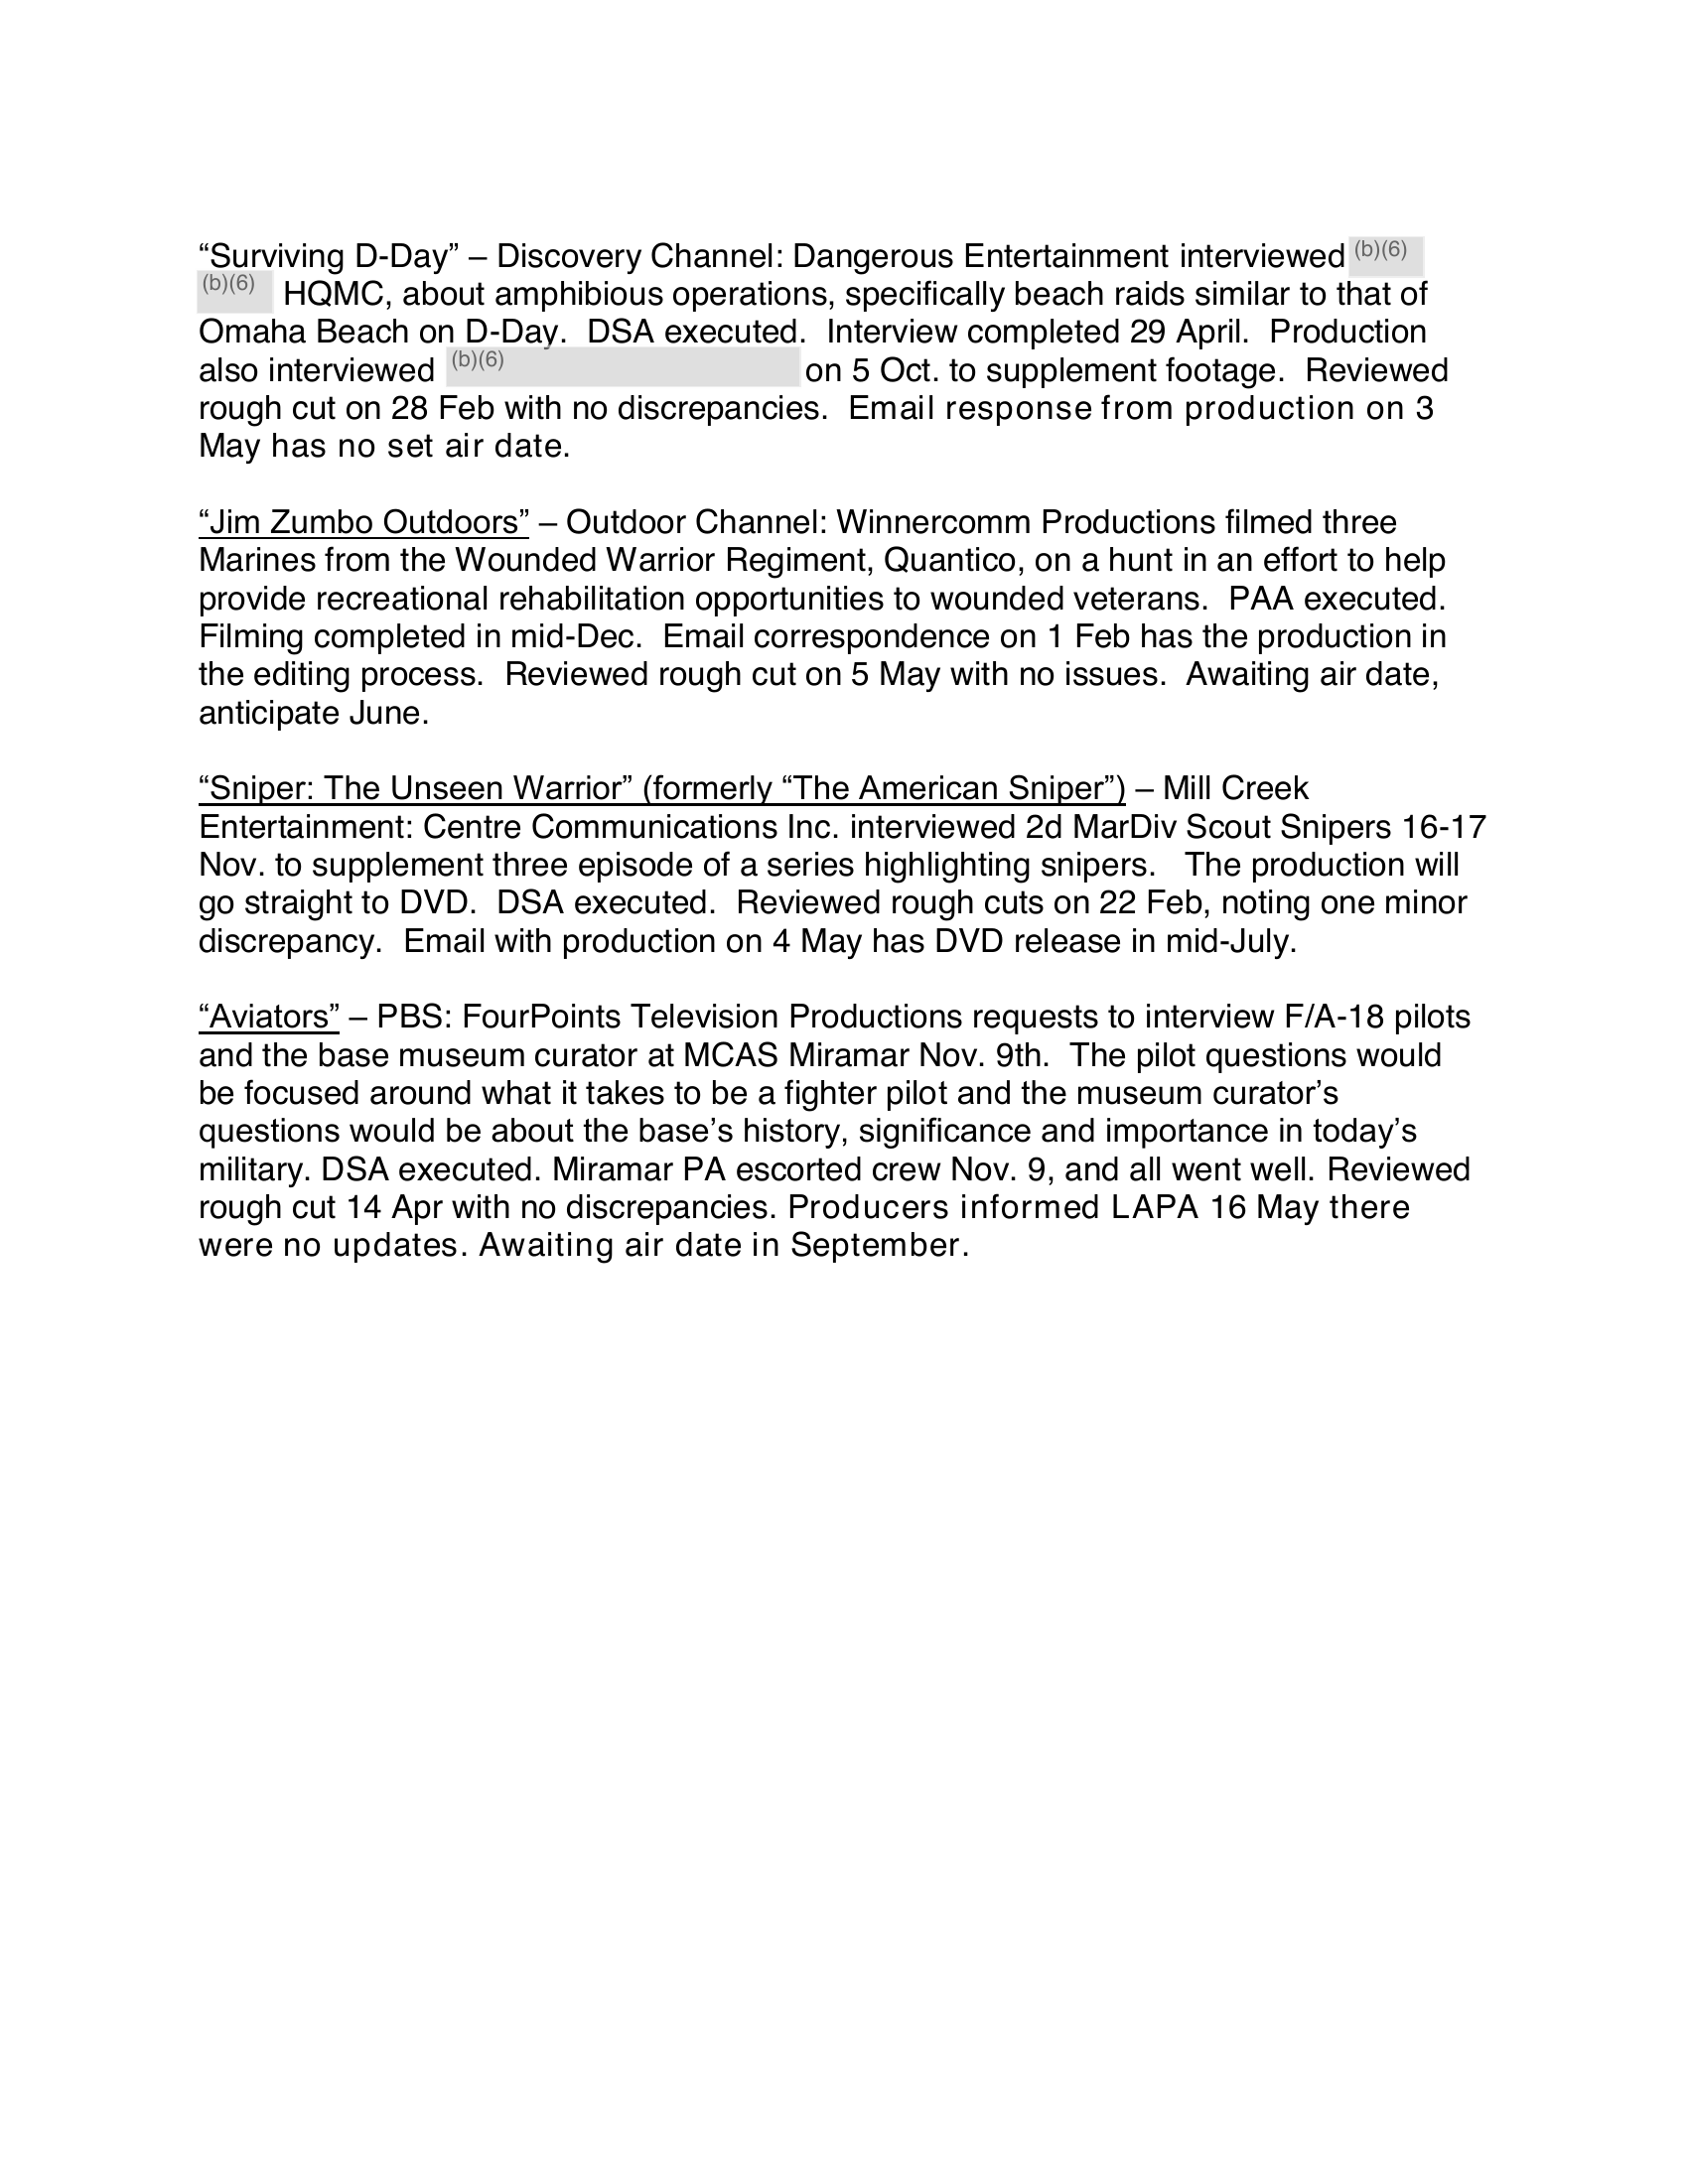 “Surviving D-Day” – Discovery Channel: Dangerous Entertainment interviewed (b)(6)
(b)(6) HQMC, about amphibious operations, specifically beach raids similar to that of
Omaha Beach on D-Day.  DSA executed.  Interview completed 29 April.  Production
also interviewed (b)(6) on 5 Oct. to supplement footage.  Reviewed
rough cut on 28 Feb with no discrepancies.  Email response from production on 3
May has no set air date.

“Jim Zumbo Outdoors” – Outdoor Channel: Winnercomm Productions filmed three
Marines from the Wounded Warrior Regiment, Quantico, on a hunt in an effort to help
provide recreational rehabilitation opportunities to wounded veterans.  PAA executed.
Filming completed in mid-Dec.  Email correspondence on 1 Feb has the production in
the editing process.  Reviewed rough cut on 5 May with no issues.  Awaiting air date,
anticipate June.

“Sniper: The Unseen Warrior” (formerly “The American Sniper”) – Mill Creek
Entertainment: Centre Communications Inc. interviewed 2d MarDiv Scout Snipers 16-17
Nov. to supplement three episode of a series highlighting snipers.   The production will
go straight to DVD.  DSA executed.  Reviewed rough cuts on 22 Feb, noting one minor
discrepancy.  Email with production on 4 May has DVD release in mid-July.

“Aviators” – PBS: FourPoints Television Productions requests to interview F/A-18 pilots
and the base museum curator at MCAS Miramar Nov. 9th.  The pilot questions would
be focused around what it takes to be a fighter pilot and the museum curator’s
questions would be about the base’s history, significance and importance in today’s
military. DSA executed. Miramar PA escorted crew Nov. 9, and all went well. Reviewed
rough cut 14 Apr with no discrepancies. Producers informed LAPA 16 May there
were no updates. Awaiting air date in September.